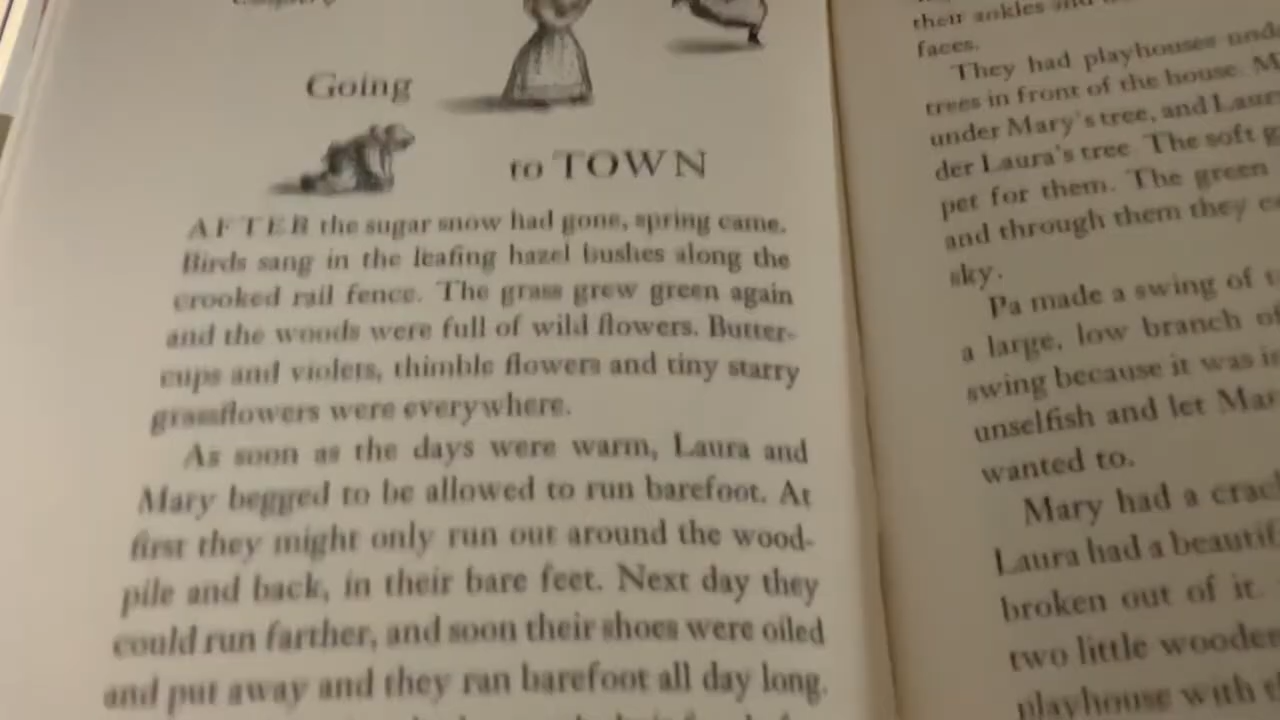 Going
to TOWN
AFTER the sugar snow had gone, spring came.
Birds sang in the leafing hazel bushes along the
crooked rail fence. The grass grew green again
and the woods were full of wild flowers. Butter-
cups and violets, thimble flowers and tiny starry
grassflowers were everywhere.
As soon as the days were warm, Laura and
Mary begged to be allowed to run barefoot. At
first they might only run out around the wood-
pile and back, in their bare feet. Next day they
could run farther, and soon their shoes were oiled
and put away and they ran barefoot all day long.
their ankles and
faces.
They had playhouses
trees in front of the house.
under Mary's tree, and
der Laura's tree. The soft
pet for them. The green
and through them they
sky.
Pa made a swing of
a large, low branch
swing because it was
unselfish and let
wanted to.
Mary had a
Laura had a
broken out of it.
two little
playhouse with